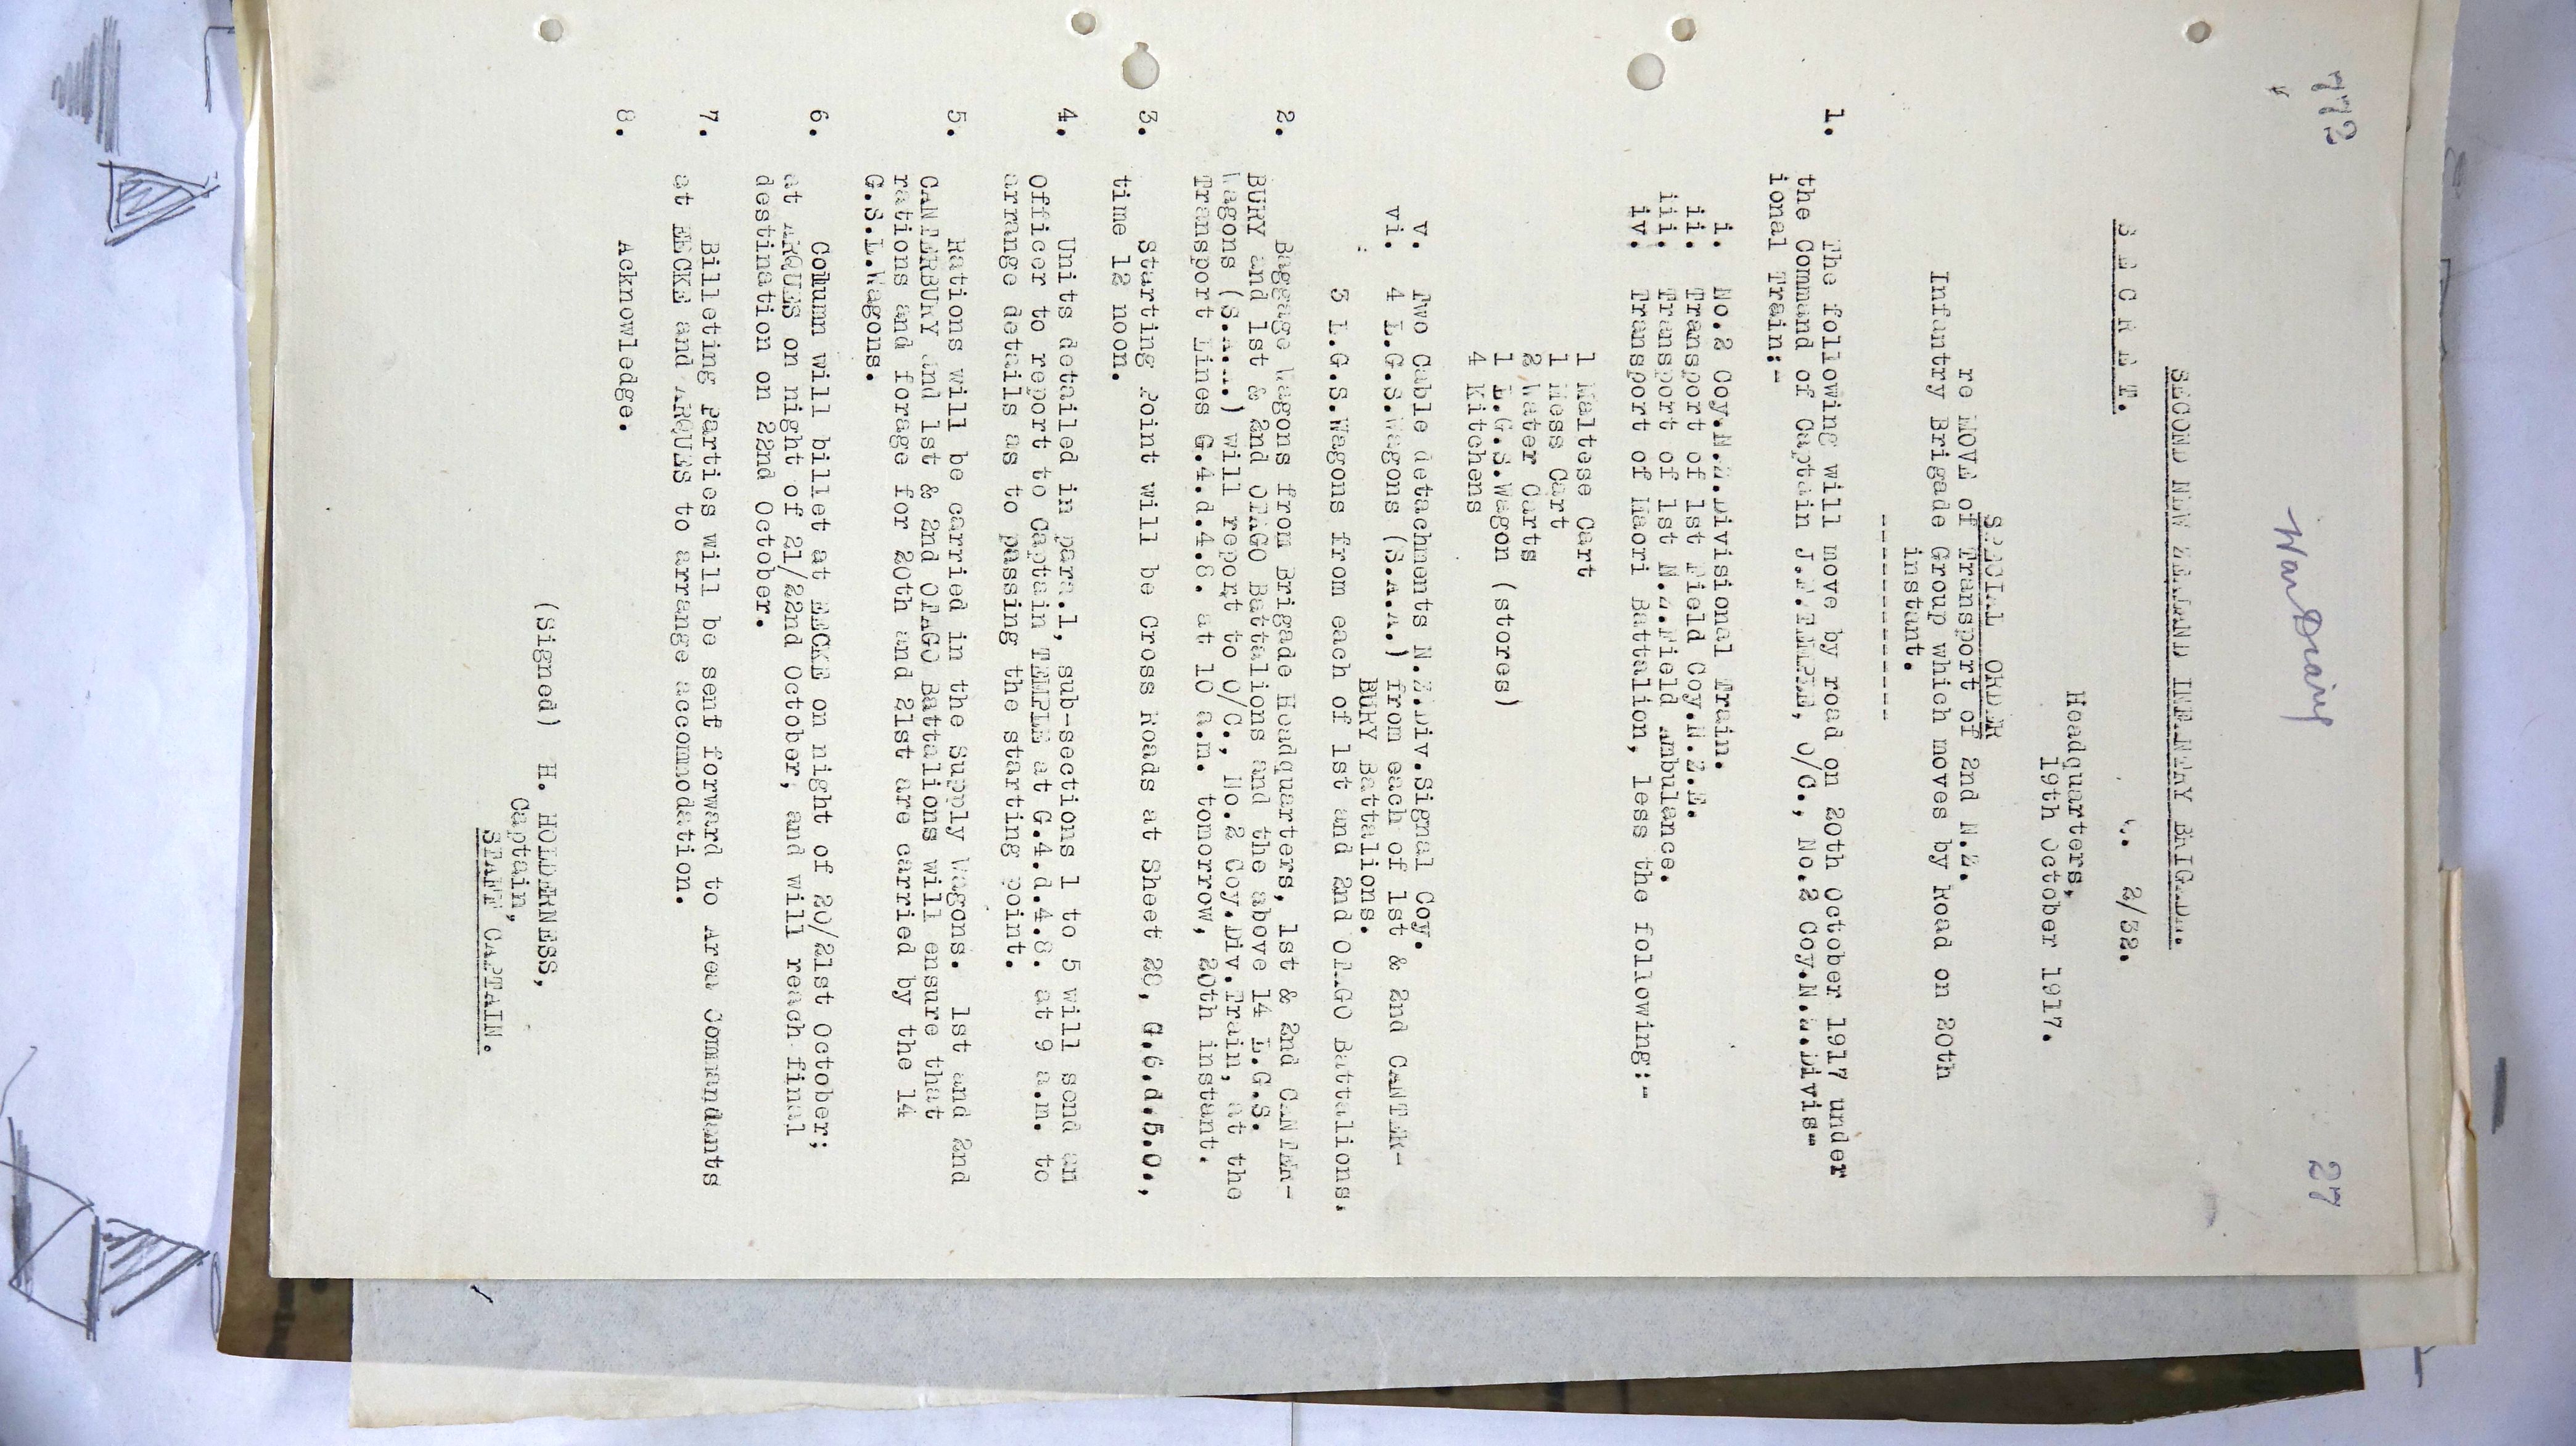 773
27
War Diary
SECOND NEW ZEALAND INFANTRY BRIGADE.
S E C R E T.
2/32.
Headquarters,
19th October 1917.
SPECIAL ORDER
re MOVE of Transport of 2nd N.Z.
Infantry Brigade Group which moves by Road on 20th
instant.
-------------
1. The following will move by road on 20th October 1917 under
the Command of Captain J.F.TEMPLE, O/C., No.2 Coy.N.Z.Divis-
ional Train:-
i. No.2 Coy.N.Z.Divisional Train.
ii. Transport of 1st Field Coy.N.Z.E.
iii. Transport of 1st N.Z.Field Ambulance.
iv. Transport of Maori Battalion, less the following:-
1 Maltese Cart
1 Mess Cart
2 Water Carts
1 L.G.S.Wagon (stores)
4 Kitchens
v. Two Cable detachments N.Z.Div.Signal Coy.
vi. 4 L.G.S.Wagons (S.A.A.) from each of 1st & 2nd CANTER-
BURY Battalions.
3 L.G.S.Wagons from each of 1st and 2nd OTAGO Battalions.
2. Baggage Wagons from Brigade Headquarters, 1st & 2nd CANTER-
BURY and 1st & 2nd OTAGO Battalions and the above 14 L.G.S.
Wagons (S.A.A.) will report to O/C., No.2 Coy.Div.Train, at the
Transport Lines G.4.d.4.8. at 10 a.m. tomorrow, 20th instant.
3. Starting Point will be Cross Roads at Sheet 28, G.6.d.5.0.,
time 12 noon.
4. Units detailed in para.1, sub-sections 1 to 5 will send an
Officer to report to Captain TEMPLE at G.4.d.4.8. at 9 a.m. to
arrange details as to passing the starting point.
5. Rations will be carried in the Supply Wagons. 1st and 2nd
CANTERBURY and 1st & 2nd OTAGO Battalions will ensure that
rations and forage for 20th and 21st are carried by the 14
G.S.L.Wagons.
6. Column will billet at EECKE on night of 20/21st October;
at ARQUES on night of 21/22nd October, and will reach final
destination on 22nd October.
7. Billeting parties will be sent forward to Area Commandants
at EECKE and ARQUES to arrange accommodation.
8. Acknowledge.
(Signed) H. HOLDERNESS,
Captain,
STAFF CAPTAIN.